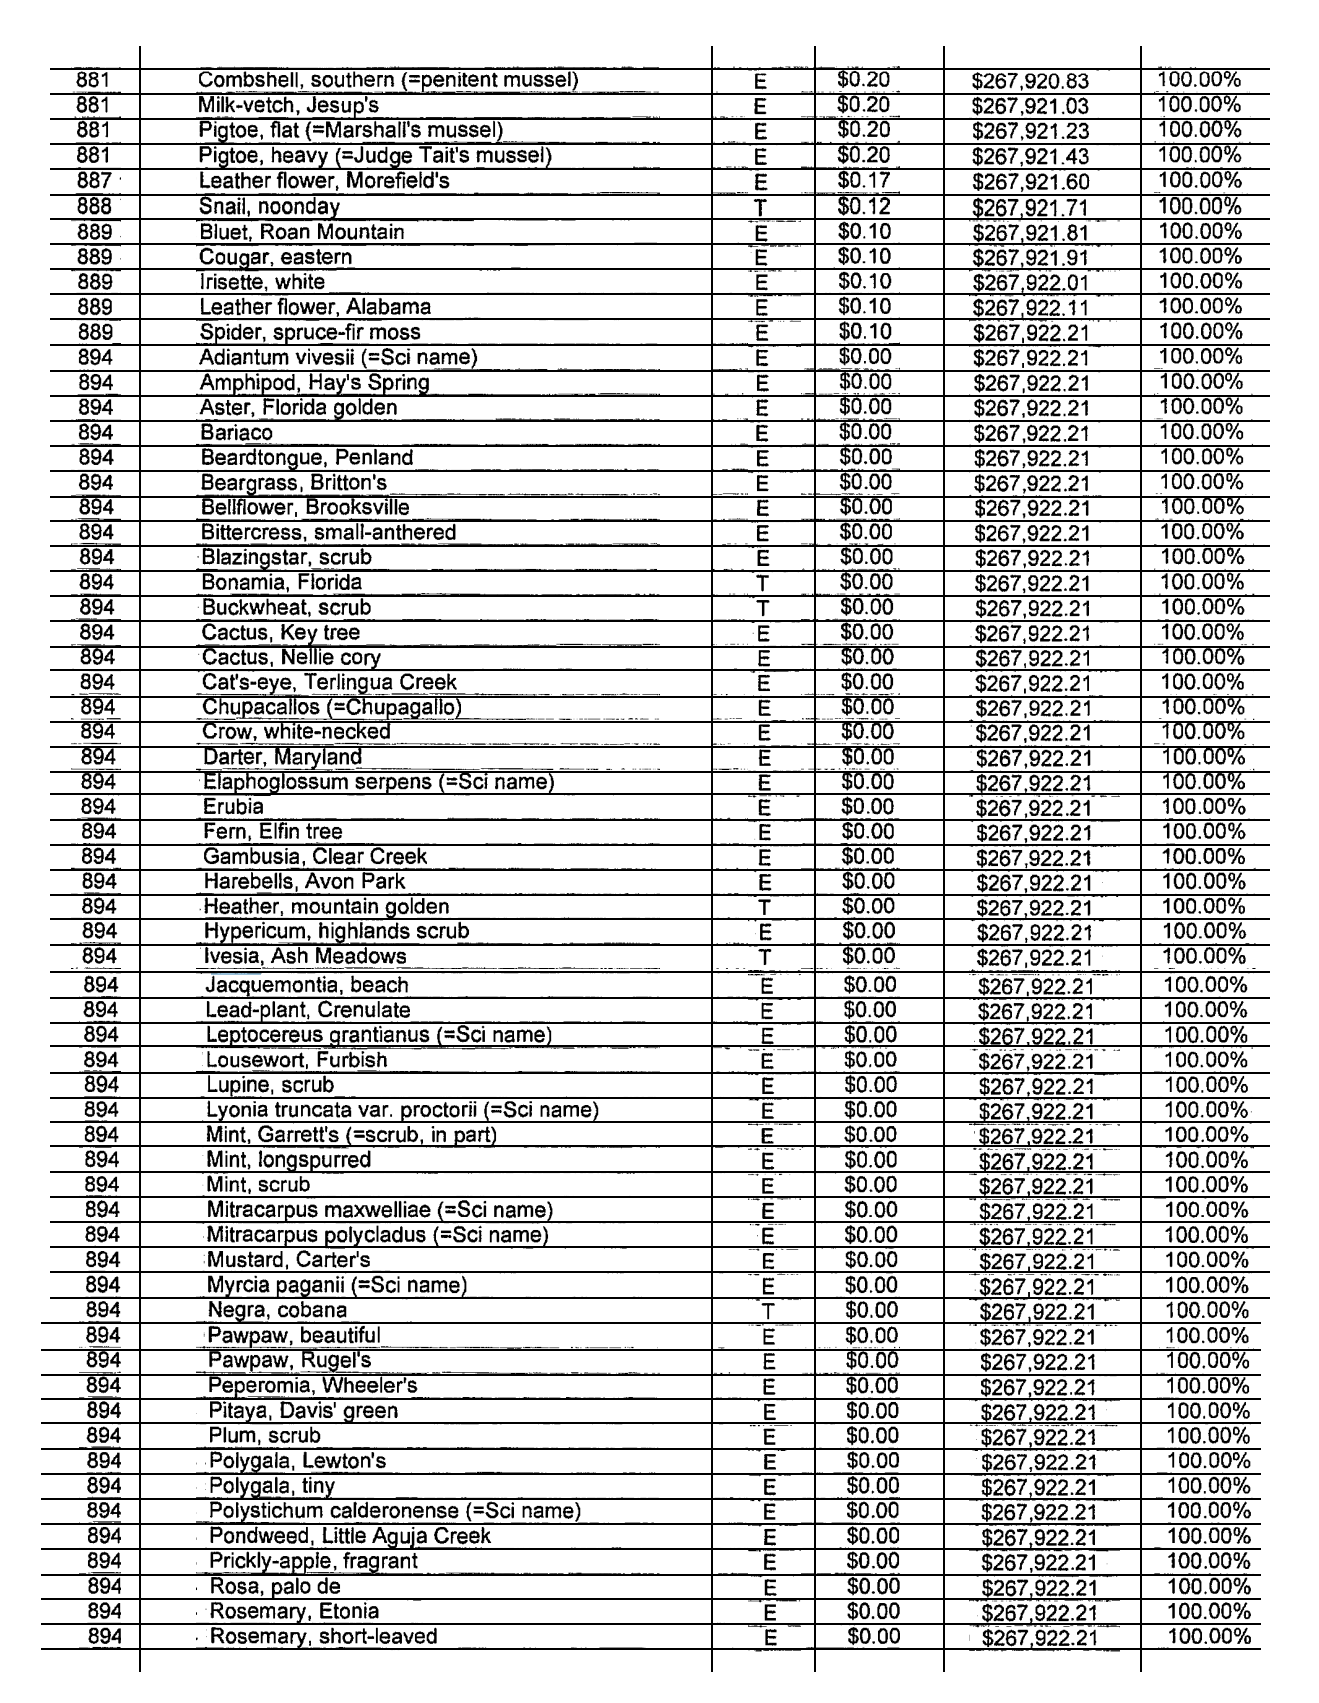 881 Combshell, southern (=penitent mussel) E $0.20 $267,920.83 100.00%
881 Milk-vetch, Jesup's E $0.20 $267,921.03 100.00%
881 Pigtoe, flat (=Marshall's mussel) E $0.20 $267,921.23 100.00%
881 Pigtoe, heavy (=Judge Tait's mussel) E $0.20 $267,921.43 100.00%
887 Leather flower, Morefield's E $0.17 $267,921.60 100.00%
888 Snail, noonday T $0.12 $267,921.71 100.00%
889 Bluet, Roan Mountain E $0.10 $267,921.81 100.00%
889 Cougar, eastern E $0.10 $267,921.91 100.00%
889 Irisette, white E $0.10 $267,922.01 100.00%
889 Leather flower, Alabama E $0.10 $267,922.11 100.00%
889 Spider, spruce-fir moss E $0.10 $267,922.21 100.00%
894 Adiantum vivesii (=Sci name) E $0.00 $267,922.21 100.00%
894 Amphipod, Hay's Spring E $0.00 $267,922.21 100.00%
894 Aster, Florida golden E $0.00 $267,922.21 100.00%
894 Bariaco E $0.00 $267,922.21 100.00%
894 Beardtongue, Penland E $0.00 $267,922.21 100.00%
894 Beargrass, Britton's E $0.00 $267,922.21 100.00%
894 Bellflower, Brooksville E $0.00 $267,922.21 100.00%
894 Bittercress, small-anthered E $0.00 $267,922.21 100.00%
894 Blazingstar, scrub E $0.00 $267,922.21 100.00%
894 Bonamia, Florida T $0.00 $267,922.21 100.00%
894 Buckwheat, scrub T $0.00 $267,922.21 100.00%
894 Cactus, Key tree E $0.00 $267,922.21 100.00%
894 Cactus, Nellie cory E $0.00 $267,922.21 100.00%
894 Cat's-eye, Terlingua Creek E $0.00 $267,922.21 100.00%
894 Chupacallos (=Chupagallo) E $0.00 $267,922.21 100.00%
894 Crow, white-necked E $0.00 $267,922.21 100.00%
894 Darter, Maryland E $0.00 $267,922.21 100.00%
894 Elaphoglossum serpens (=Sci name) E $0.00 $267,922.21 100.00%
894 Erubia E $0.00 $267,922.21 100.00%
894 Fern, Elfin tree E $0.00 $267,922.21 100.00%
894 Gambusia, Clear Creek E $0.00 $267,922.21 100.00%
894 Harebells, Avon Park E $0.00 $267,922.21 100.00%
894 Heather, mountain golden T $0.00 $267,922.21 100.00%
894 Hypericum, highlands scrub E $0.00 $267,922.21 100.00%
894 Ivesia, Ash Meadows T $0.00 $267,922.21 100.00%
894 Jacquemontia, beach E $0.00 $267,922.21 100.00%
894 Lead-plant, Crenulate E $0.00 $267,922.21 100.00%
894 Leptocereus grantianus (=Sci name) E $0.00 $267,922.21 100.00%
894 Lousewort, Furbish E $0.00 $267,922.21 100.00%
894 Lupine, scrub E $0.00 $267,922.21 100.00%
894 Lyonia truncata var. proctorii (=Sci name) E $0.00 $267,922.21 100.00%
894 Mint, Garrett's (=scrub, in part) E $0.00 $267,922.21 100.00%
894 Mint, longspurred E $0.00 $267,922.21 100.00%
894 Mint, scrub E $0.00 $267,922.21 100.00%
894 Mitracarpus maxwelliae (=Sci name) E $0.00 $267,922.21 100.00%
894 Mitracarpus polycladus (=Sci name) E $0.00 $267,922.21 100.00%
894 Mustard, Carter's E $0.00 $267,922.21 100.00%
894 Myrcia paganii (=Sci name) E $0.00 $267,922.21 100.00%
894 Negra, cobana T $0.00 $267,922.21 100.00%
894 Pawpaw, beautiful E $0.00 $267,922.21 100.00%
894 Pawpaw, Rugel's E $0.00 $267,922.21 100.00%
894 Peperomia, Wheeler's E $0.00 $267,922.21 100.00%
894 Pitaya, Davis' green E $0.00 $267,922.21 100.00%
894 Plum, scrub E $0.00 $267,922.21 100.00%
894 Polygala, Lewton's E $0.00 $267,922.21 100.00%
894 Polygala, tiny E $0.00 $267,922.21 100.00%
894 Polystichum calderonense (=Sci name) E $0.00 $267,922.21 100.00%
894 Pondweed, Little Aguja Creek E $0.00 $267,922.21 100.00%
894 Prickly-apple, fragrant E $0.00 $267,922.21 100.00%
894 Rosa, palo de E $0.00 $267,922.21 100.00%
894 Rosemary, Etonia E $0.00 $267,922.21 100.00%
894 Rosemary, short-leaved E $0.00 $267,922.21 100.00%